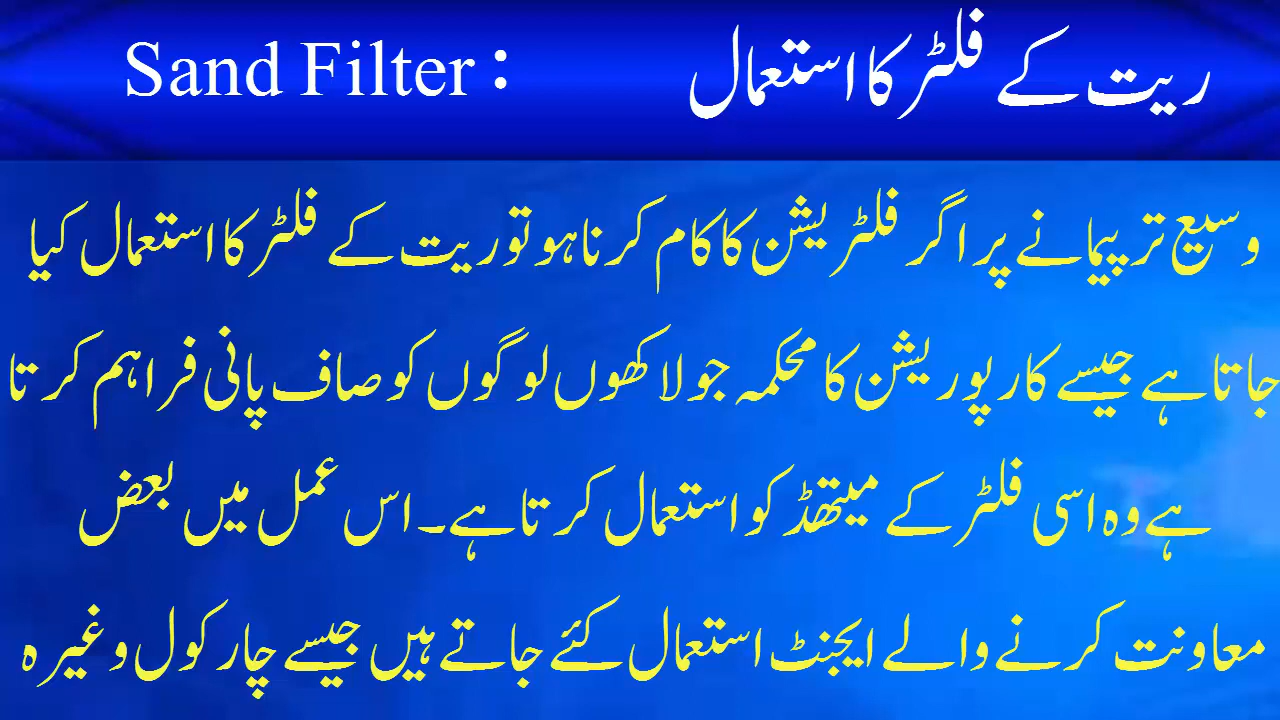 ریت کے فلٹر کا استعمال Sand Filter :
وسیع تر پیمانے پر اگر فلٹریشن کا کام کرنا ہو تو ریت کے فلٹر کا استعمال کیا
جاتا ہے جیسے کارپوریشن کا محکمہ جو لاکھوں لوگوں کو صاف پانی فراہم کرتا
ہے وہ اسی فلٹر کے میتھڈ کو استعمال کرتا ہے۔ اس عمل میں بعض
معاونت کرنے والے ایجنٹ استعمال کئے جاتے ہیں جیسے چارکول وغیرہ